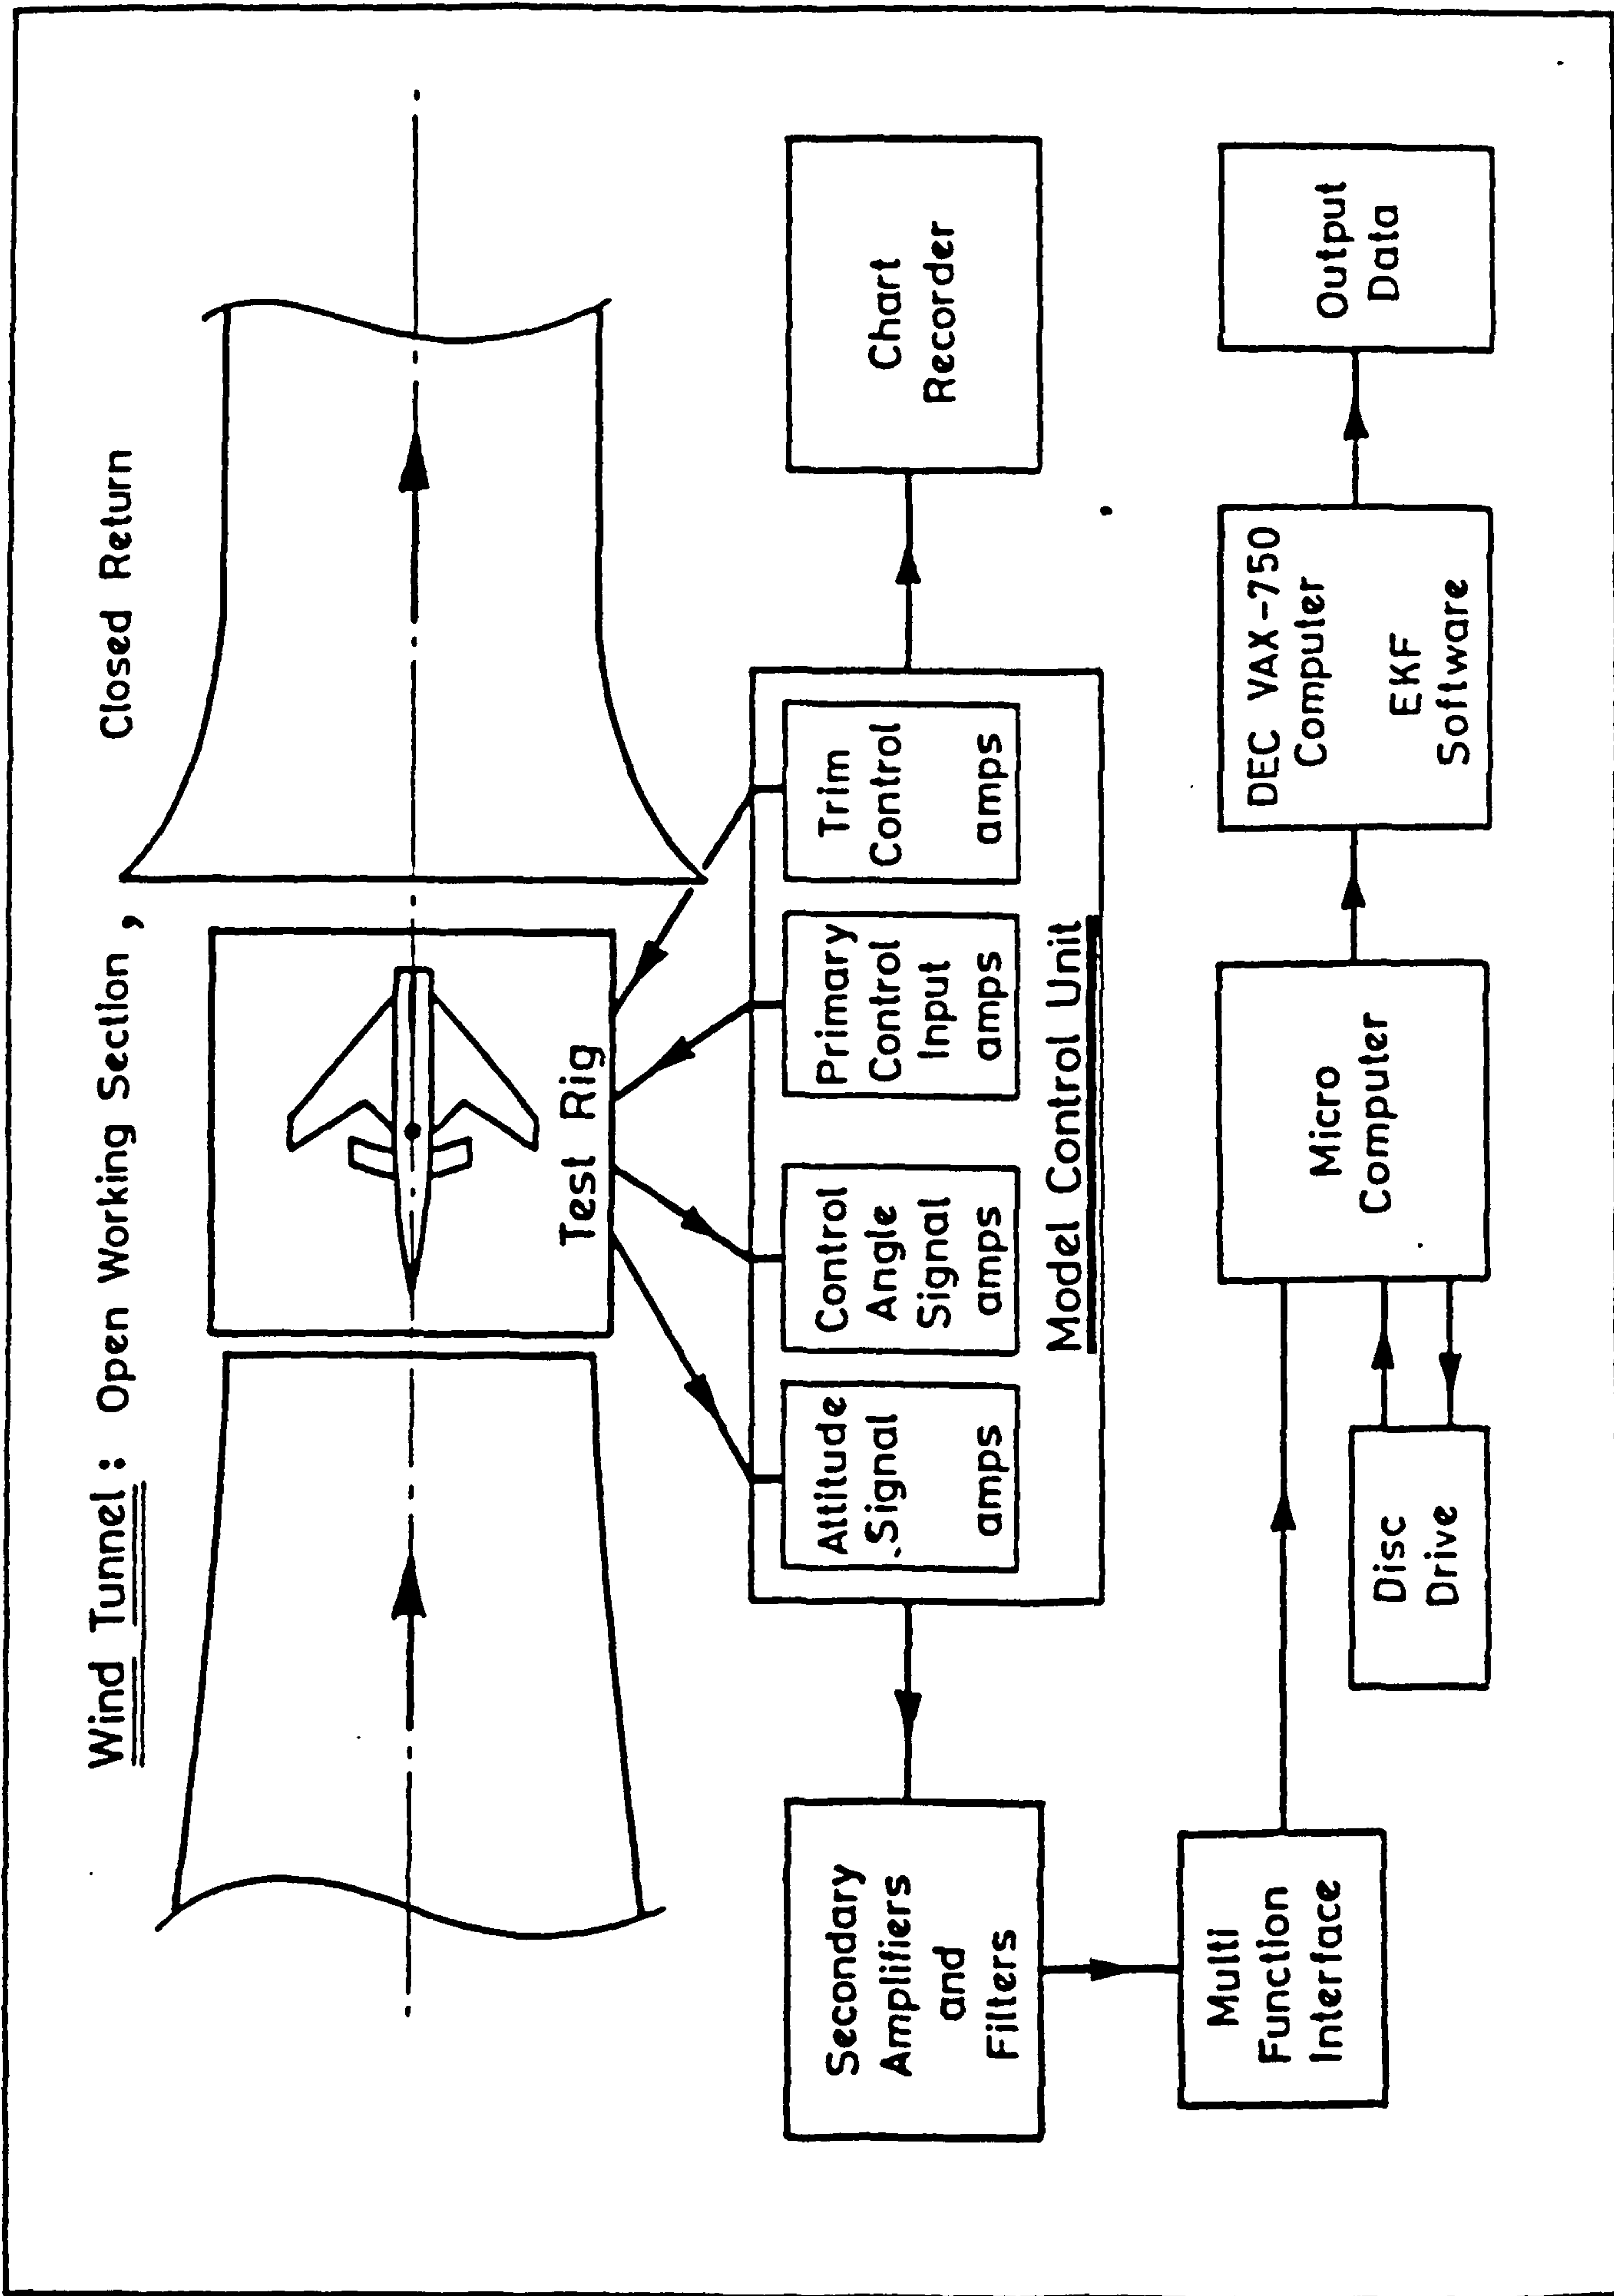 Wind Tunnel : Open Working Section, Closed Return
Test Rig
Attitude
Signal
amps
Control
Angle
Signal
amps
Primary
Control
Input
amps
Trim
Control
amps
Model Control Unit
Chart
Recorder
Secondary
Amplifiers
and
Filters
Multi
Function
Interface
Disc
Drive
Micro
Computer
DEC VAX-750
Computer
EKF
Software
Output
Data